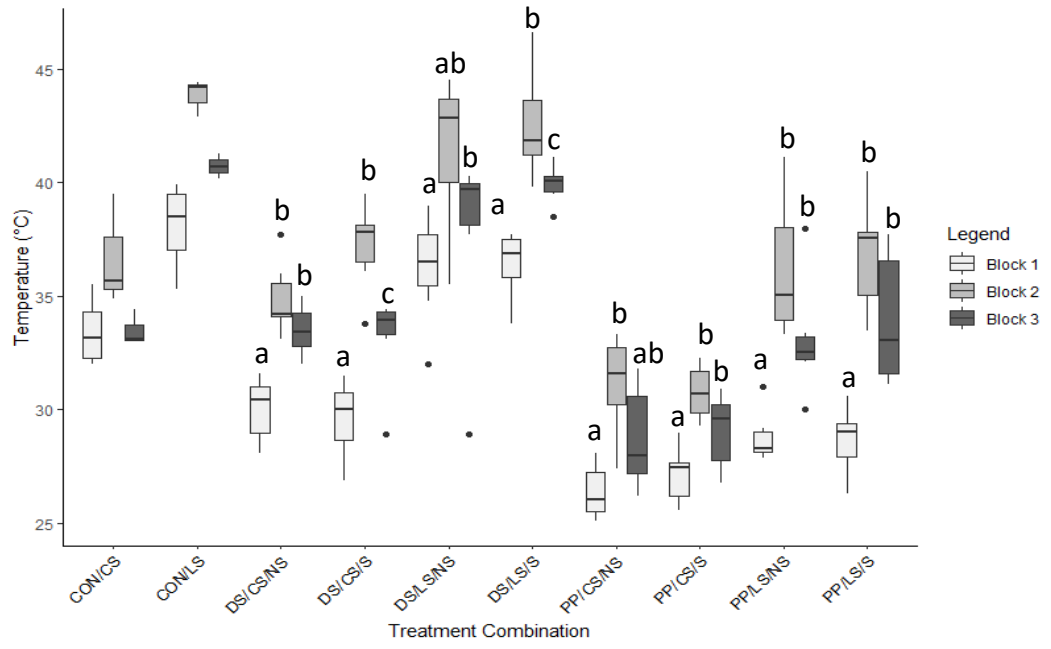 b
ab
b
45
b
b
b
c
b
b
a
40
a
b
b
b
b
Legend
Temperature (°C)
b
c
ab
b
Block 1
35
Block 2
a
a
a
a
Block 3
a
a
30
25
CON/CS
CON/LS
DS/CS/NS
DS/CS/S
DS/LS/NS
DS/LS/S
PP/CS/NS
PP/CS/S
PP/LS/NS
PP/LS/S
Treatment Combination